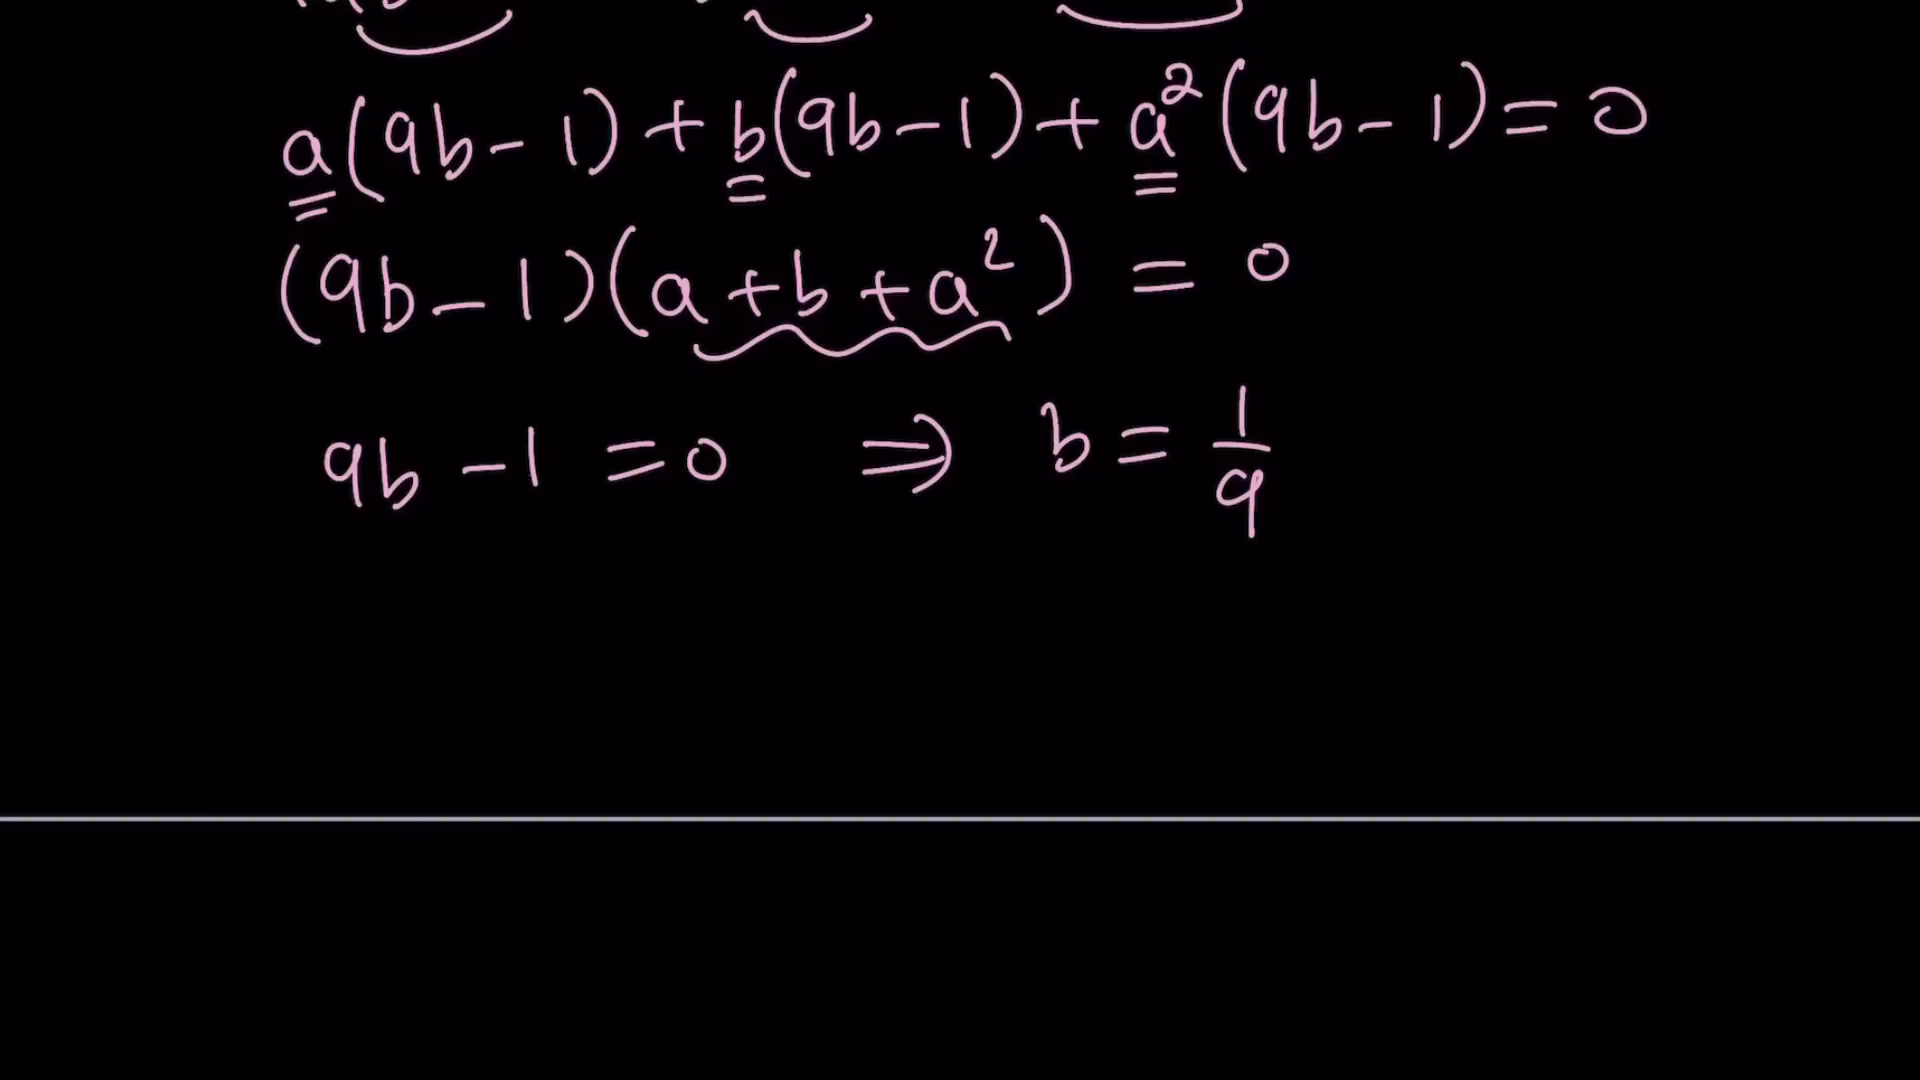 a(9b-1)+b(9b-1)+a²(9b-1)=0
(9b-1)(a+b+a²)=0
9b-1=0 ⇒ b=1/9